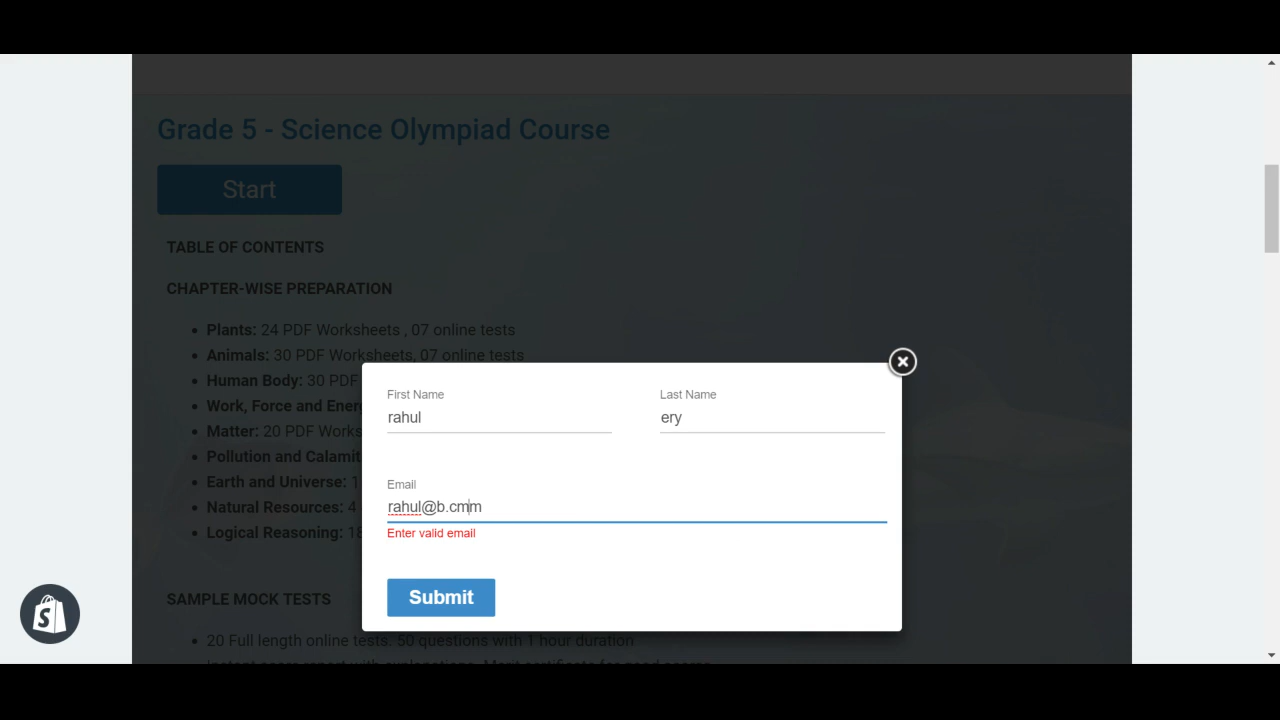 Grade 5 - Science Olympiad Course
Start
TABLE OF CONTENTS
CHAPTER-WISE PREPARATION
Plants: 24 PDF Worksheets , 07 online tests
Animals: 30 PDF Worksheets, 07 online tests
Human Body: 30 PDF
Work, Force and
Matter: 20 PDF
Pollution and
Earth and Universe: 1
Natural Resources: 4
Logical Reasoning: 18
First Name
Last Name
rahul
ery
Email
rahul@b.cmm
Enter valid email
Submit
SAMPLE MOCK TESTS
20 Full length online tests. 50 questions with 1 hour duration